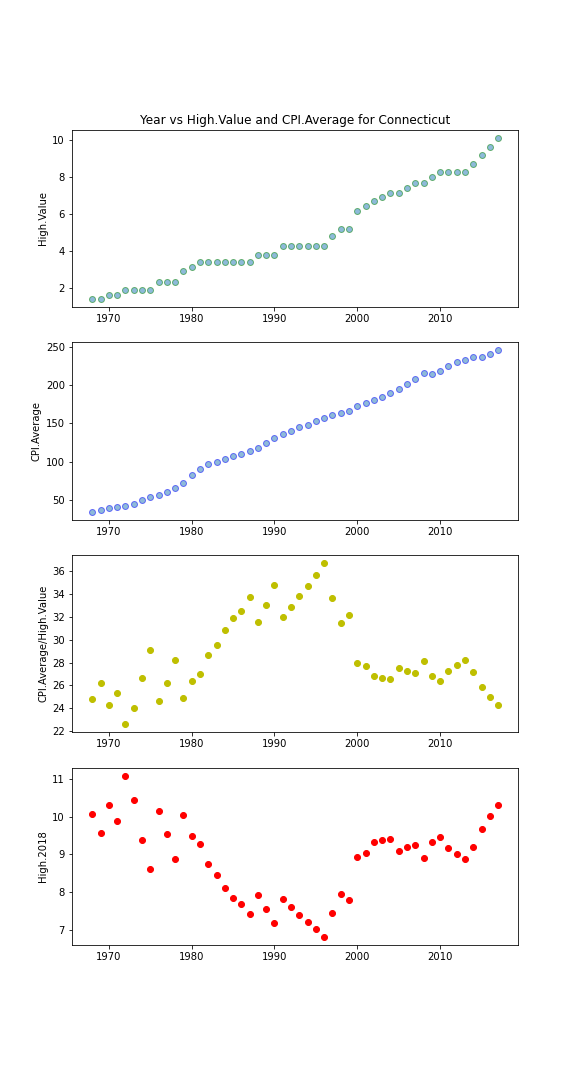 Year vs High.Value and CPI.Average for Connecticut
High.Value
10
8
6
4
2
1970 1980 1990 2000 2010
CPI.Average
250
200
150
100
50
1970 1980 1990 2000 2010
CPI.Average/High.Value
36
34
32
30
28
26
24
22
1970 1980 1990 2000 2010
High.2018
11
10
9
8
7
1970 1980 1990 2000 2010